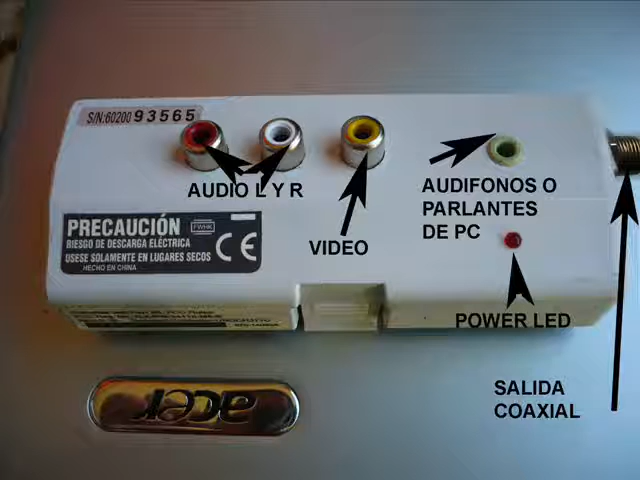 S/N:60200 93565
AUDIO L Y R
VIDEO
AUDIFONOS O
PARLANTES
DE PC
PRECAUCIÓN
FWHK
RIESGO DE DESCARGA ELÉCTRICA
USESE SOLAMENTE EN LUGARES SECOS
HECHO EN CHINA
CE
POWER LED
SALIDA
COAXIAL
acer